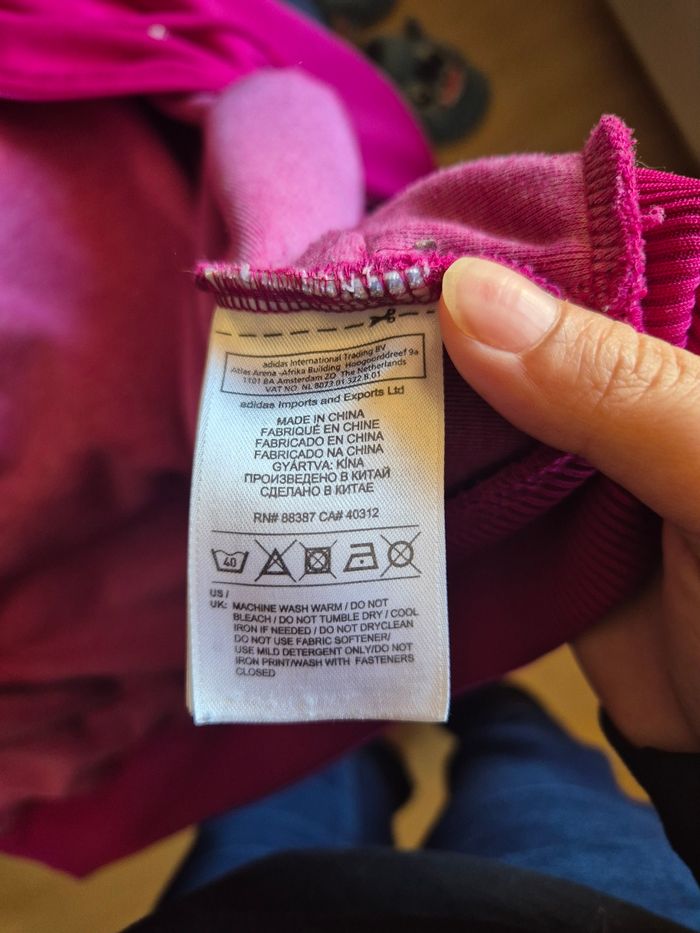 adidas International Trading BV
Atlas Arena -Afrika Building Hoogoorddreef 9a
1101 BA Amsterdam ZO The Netherlands
VAT NO. NL 8073.01.322.B.01
adidas Imports and Exports Ltd
MADE IN CHINA
FABRIQUÉ EN CHINE
FABRICADO EN CHINA
FABRICADO NA CHINA
GYÁRTVA: KÍNA
ПРОИЗВЕДЕНО В КИТАЙ
СДЕЛАНО В КИТАЕ
RN# 88387 CA# 40312
40
US /
UK: MACHINE WASH WARM / DO NOT
BLEACH / DO NOT TUMBLE DRY / COOL
IRON IF NEEDED / DO NOT DRYCLEAN
DO NOT USE FABRIC SOFTENER/
USE MILD DETERGENT ONLY/DO NOT
IRON PRINT/WASH WITH FASTENERS
CLOSED